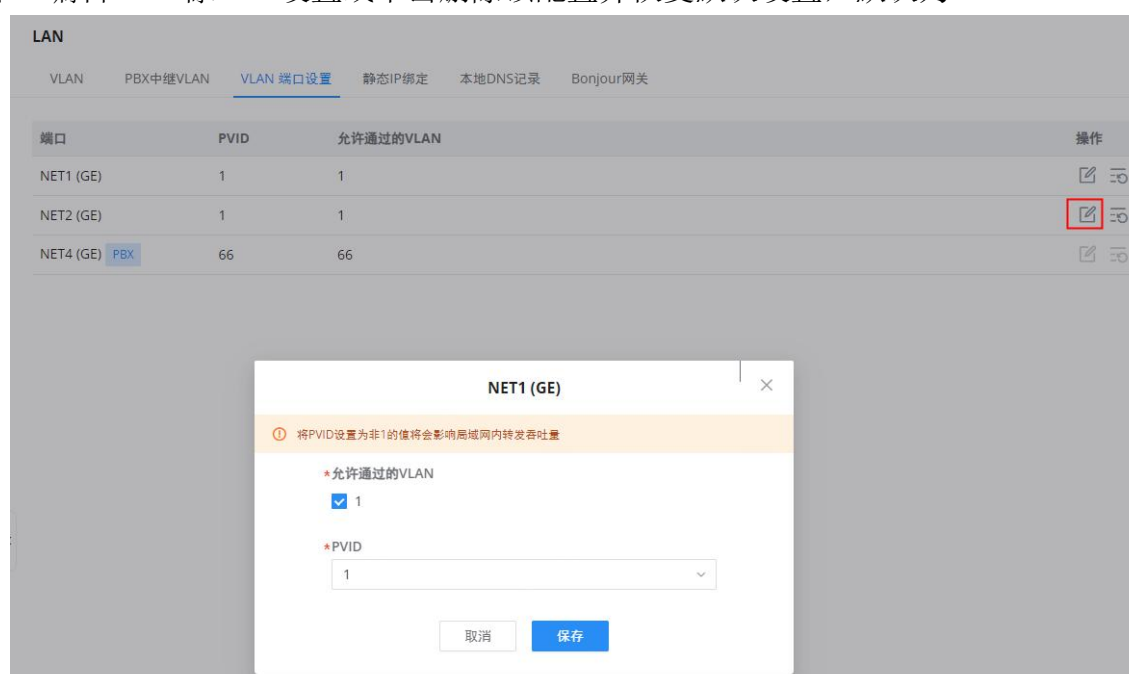 LAN
VLAN PBX中继VLAN VLAN 端口设置 静态IP绑定 本地DNS记录 Bonjour网关
端口 PVID 允许通过的VLAN 操作
NET1 (GE) 1 1
NET2 (GE) 1 1
NET4 (GE) PBX 66 66
NET1 (GE)
将PVID设置为非1的值将会影响局域网内转发吞吐量
*允许通过的VLAN
1
*PVID
1
取消 保存